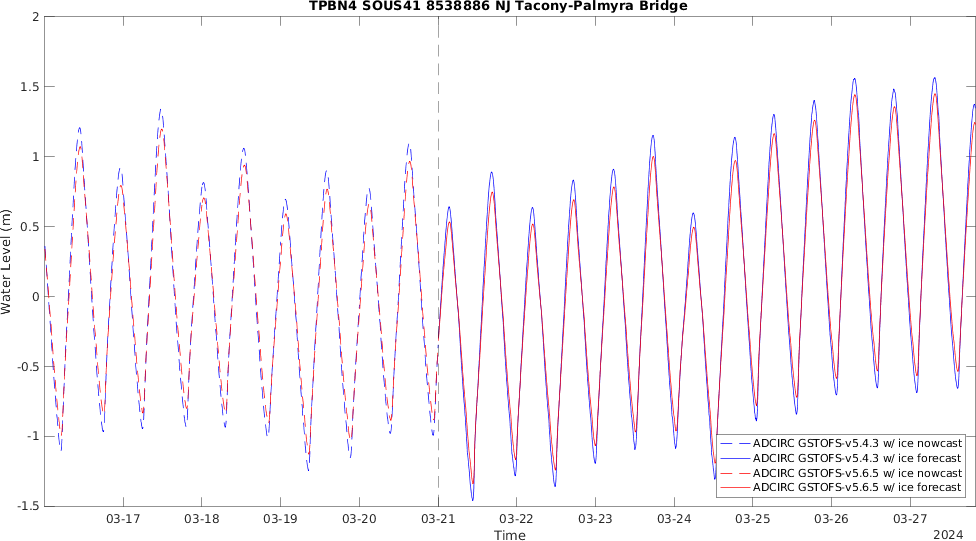 TPBN4 SOUS41 8538886 NJ Tacony-Palmyra Bridge
2
1.5
1
0.5
0
-0.5
-1
-1.5
Water Level (m)
ADCIRC GSTOFS-v5.4.3 w/ ice nowcast
ADCIRC GSTOFS-v5.4.3 w/ ice forecast
ADCIRC GSTOFS-v5.6.5 w/ ice nowcast
ADCIRC GSTOFS-v5.6.5 w/ ice forecast
03-17 03-18 03-19 03-20 03-21 03-22 03-23 03-24 03-25 03-26 03-27
Time
2024